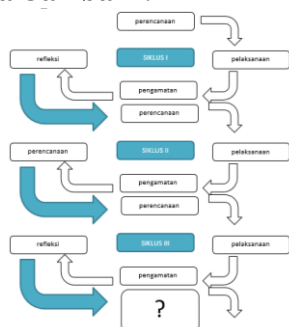 perencanaan
refleksi
SIKLUS I
pelaksanaan
pengamatan
perencanaan
perencanaan
SIKLUS II
pelaksanaan
pengamatan
perencanaan
refleksi
SIKLUS III
pelaksanaan
pengamatan
?